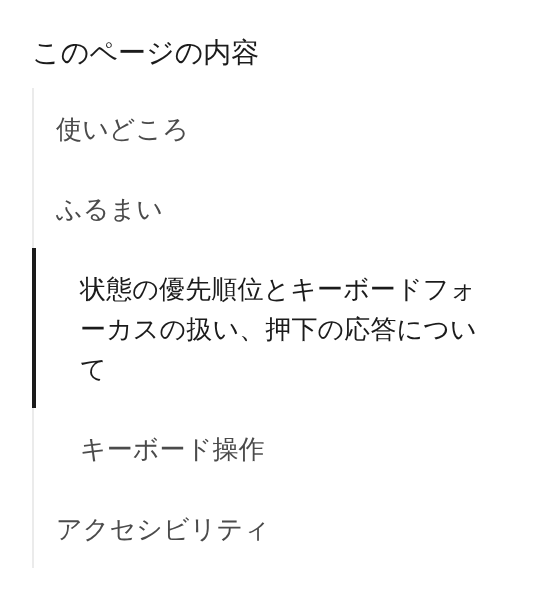 このページの内容
使いどころ
ふるまい
状態の優先順位とキーボードフォ
ーカスの扱い、押下の応答につい
て
キーボード操作
アクセシビリティ